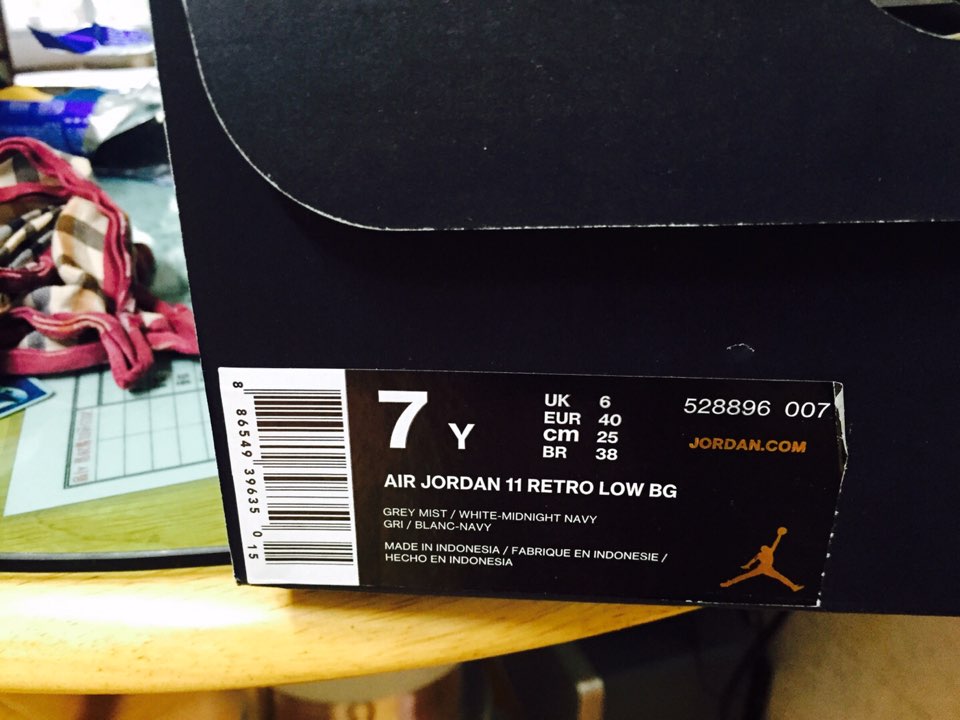 7 Y
UK 6
EUR 40
cm 25
BR 38
528896 007
JORDAN.COM
AIR JORDAN 11 RETRO LOW BG
GREY MIST / WHITE-MIDNIGHT NAVY
GRI / BLANC-NAVY
MADE IN INDONESIA / FABRIQUE EN INDONESIE /
HECHO EN INDONESIA
8 86549 39635 0 15